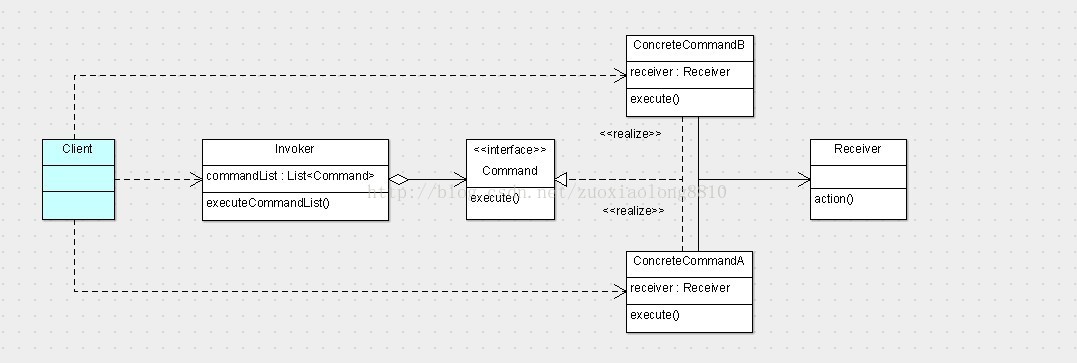 ConcreteCommandB
receiver : Receiver
execute()
<<realize>>
Client
Invoker
commandList : List<Command>
executeCommandList()
<<interface>>
Command
execute()
Receiver
action()
http://blog.csdn.net/zuoxiaolong8810
<<realize>>
ConcreteCommandA
receiver : Receiver
execute()